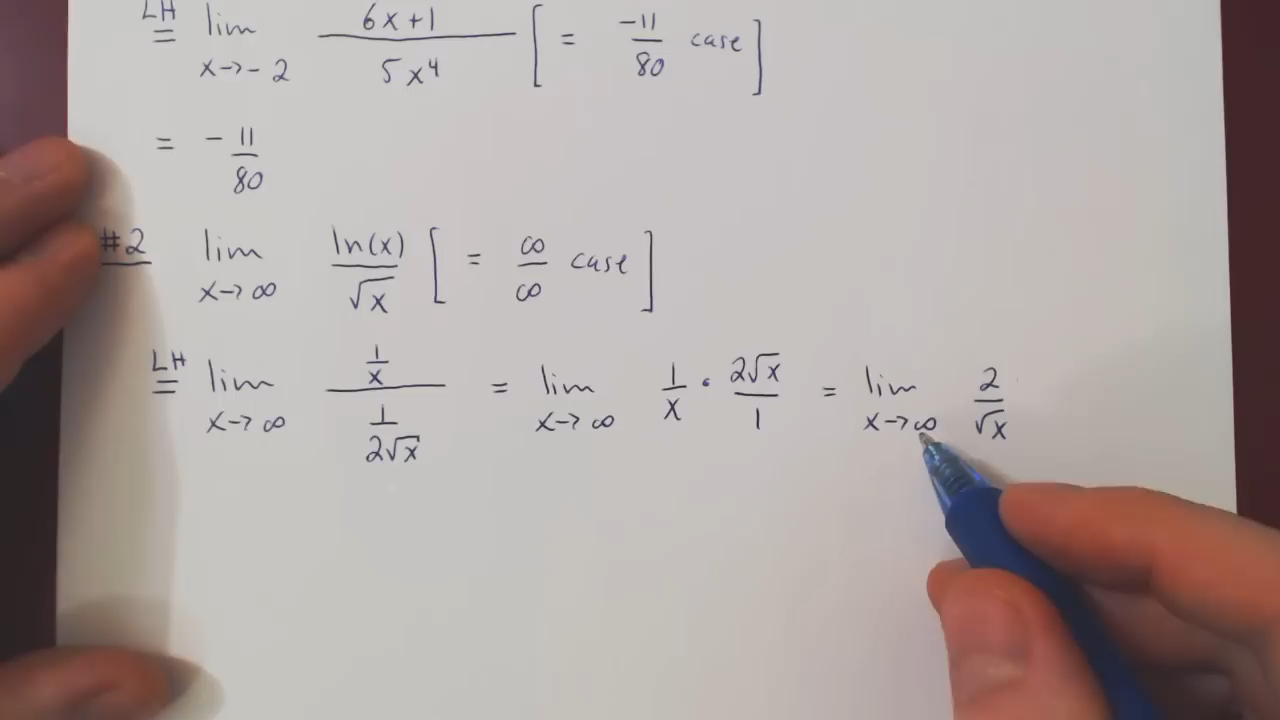 LH = lim x→-2 (6x+1)/(5x⁴) [ = -11/80 case ]
= -11/80
#2 lim x→∞ ln(x)/√x [ = ∞/∞ case ]
LH = lim x→∞ (1/x)/(1/(2√x)) = lim x→∞ 1/x · 2√x/1 = lim x→∞ 2/√x